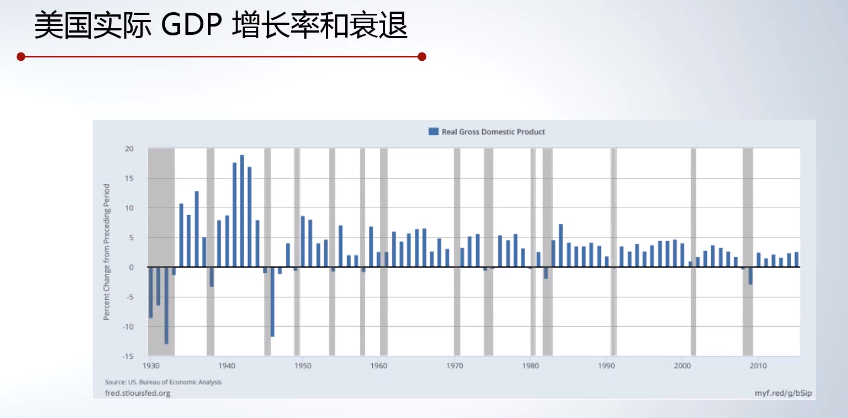 美国实际 GDP 增长率和衰退
Real Gross Domestic Product
Percent Change from Preceding Period
20
15
10
5
0
-5
-10
-15
1930 1940 1950 1960 1970 1980 1990 2000 2010
Source: US. Bureau of Economic Analysis
fred.stlouisfed.org myf.red/g/bSip